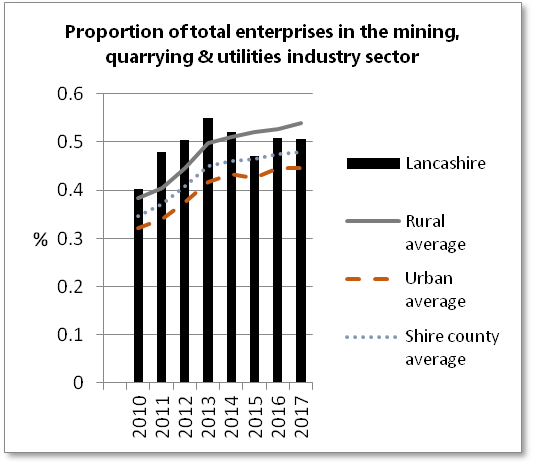 Proportion of total enterprises in the mining,
quarrying & utilities industry sector
0.6
0.5
0.4
0.3
0.2
0.1
0
%
2010
2011
2012
2013
2014
2015
2016
2017
Lancashire
Rural
average
Urban
average
Shire county
average